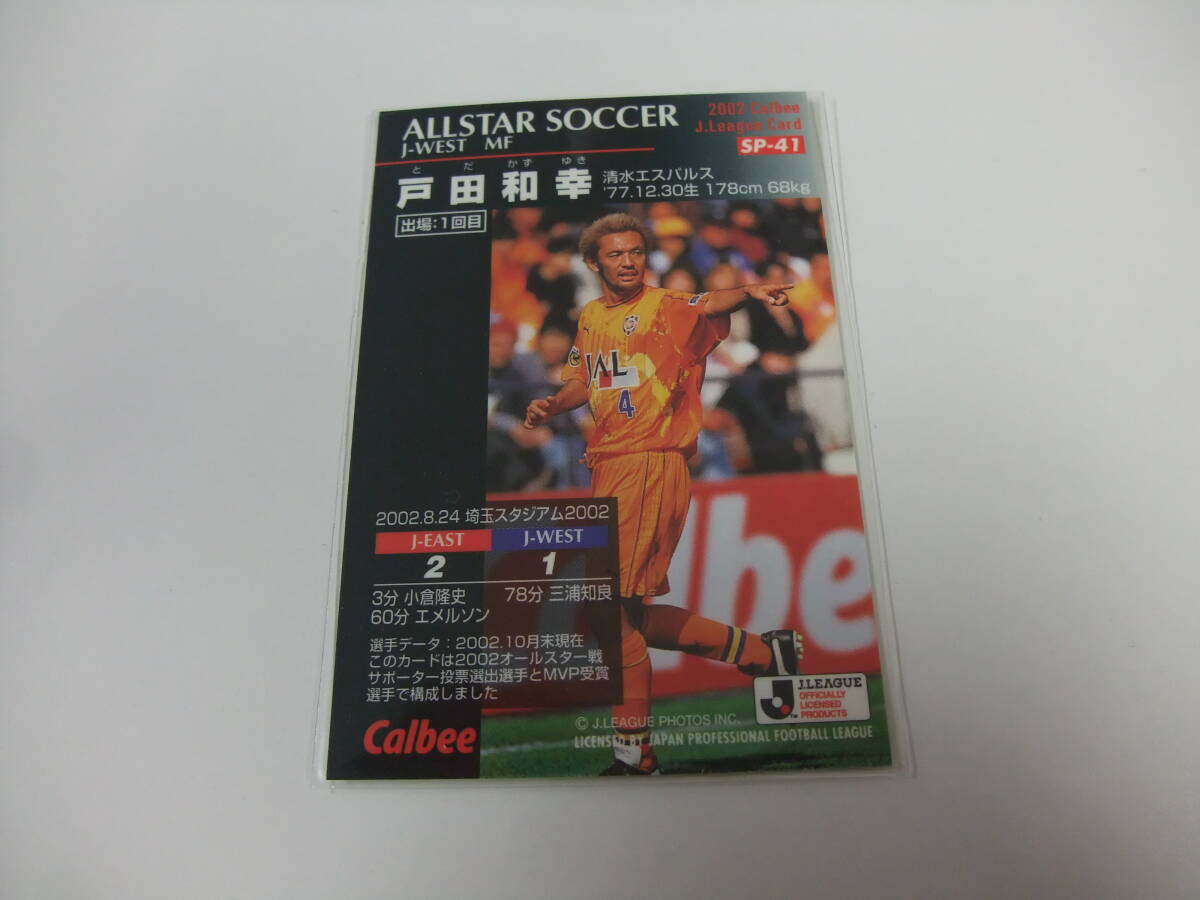 ALLSTAR SOCCER
J-WEST MF
2002 Calbee
J.League Card
SP-41
と だ かず ゆき
戸田和幸
清水エスパルス
'77.12.30生 178cm 68kg
出場:1回目
JAL
4
2002.8.24 埼玉スタジアム2002
J-EAST J-WEST
2 1
3分 小倉隆史 78分 三浦知良
60分 エメルソン
選手データ:2002.10月末現在
このカードは2002オールスター戦
サポーター投票選出選手とMVP受賞
選手で構成しました
Calbee
J.LEAGUE
OFFICIALLY
LICENSED
PRODUCTS
© J.LEAGUE PHOTOS INC.
LICENSED BY JAPAN PROFESSIONAL FOOTBALL LEAGUE